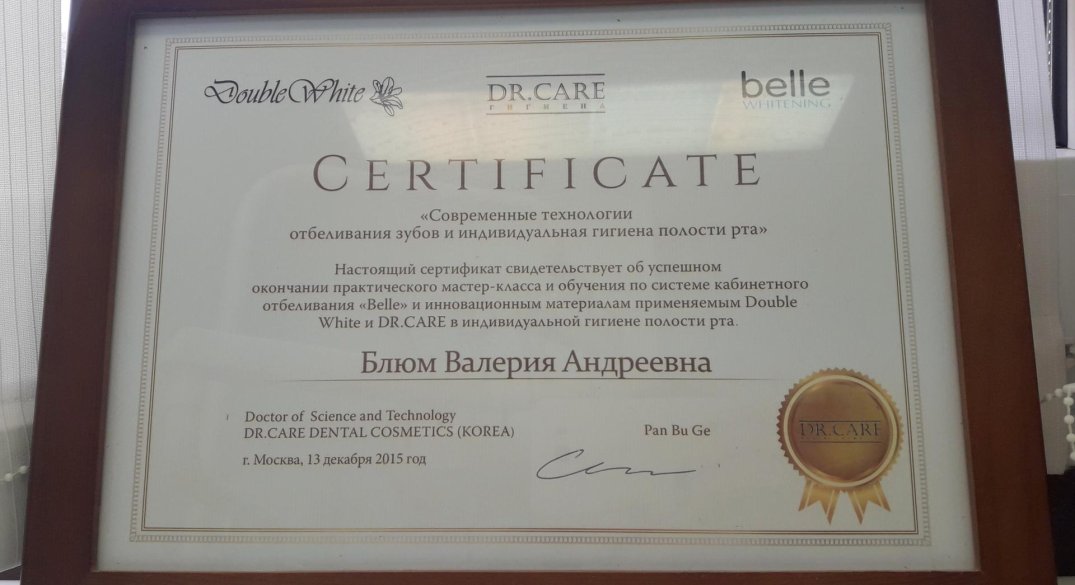 Double White
DR.CARE
ГИГИЕНА
belle
WHITENING
CERTIFICATE
«Современные технологии
отбеливания зубов и индивидуальная гигиена полости рта»
Настоящий сертификат свидетельствует об успешном
окончании практического мастер-класса и обучения по системе кабинетного
отбеливания «Belle» и инновационным материалам применяемым Double
White и DR.CARE в индивидуальной гигиене полости рта.
Блюм Валерия Андреевна
Doctor of Science and Technology
DR.CARE DENTAL COSMETICS (KOREA)
Pan Bu Ge
г. Москва, 13 декабря 2015 год
DR.CARE